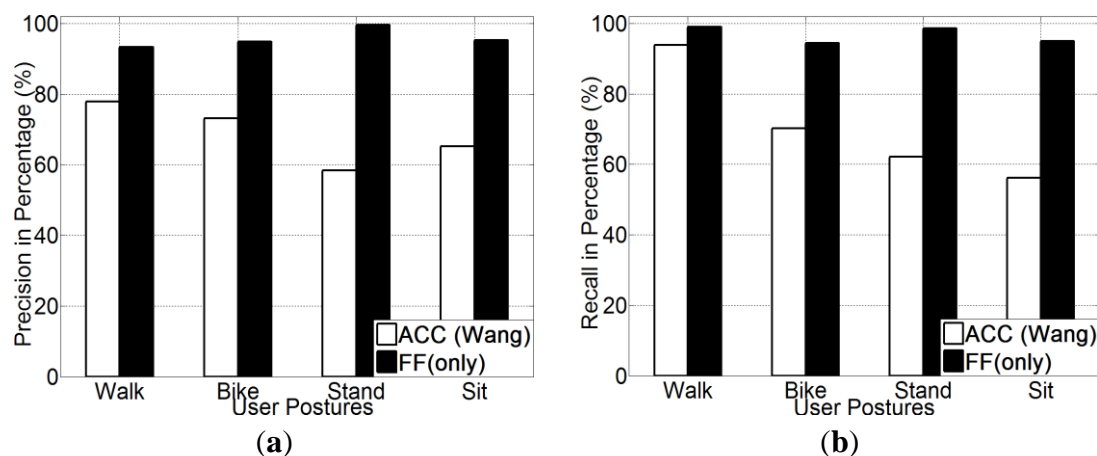 Precision in Percentage (%)
100
80
60
40
20
0
ACC (Wang)
FF(only)
Walk Bike Stand Sit
User Postures
(a)
Recall in Percentage (%)
100
80
60
40
20
0
ACC (Wang)
FF(only)
Walk Bike Stand Sit
User Postures
(b)